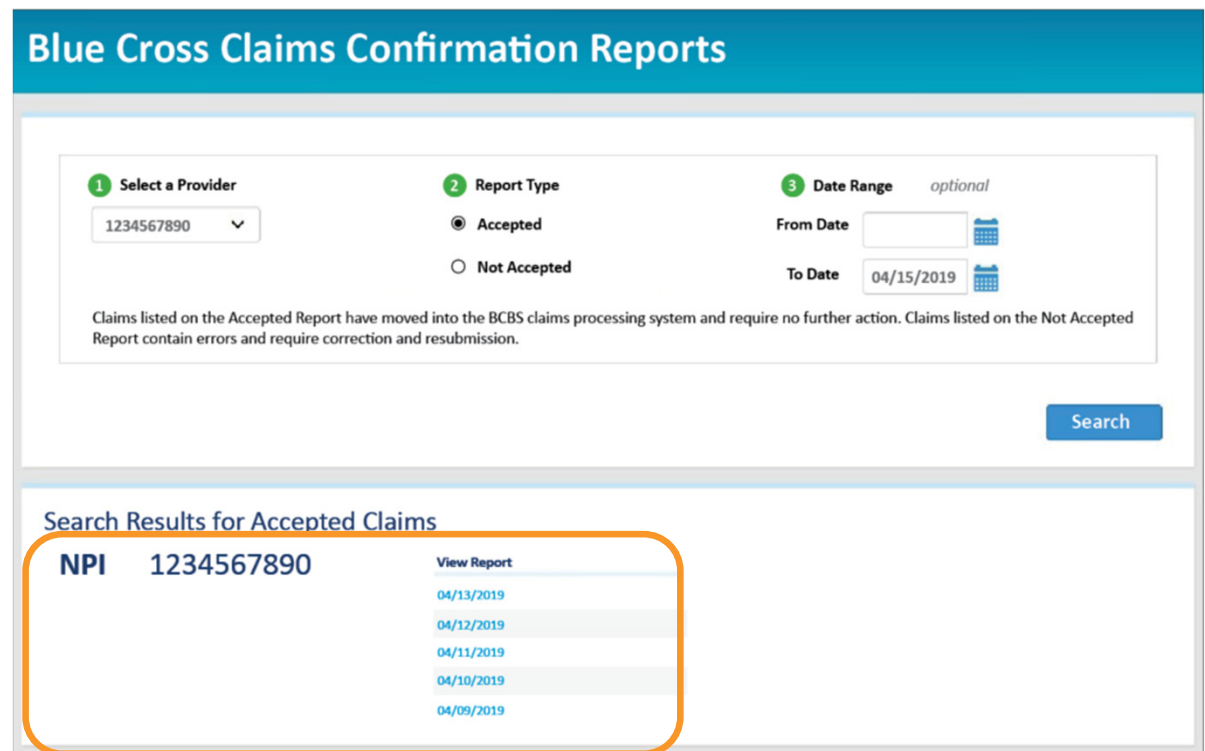 Blue Cross Claims Confirmation Reports
1 Select a Provider
1234567890
2 Report Type
Accepted
Not Accepted
3 Date Range optional
From Date
To Date 04/15/2019
Claims listed on the Accepted Report have moved into the BCBS claims processing system and require no further action. Claims listed on the Not Accepted
Report contain errors and require correction and resubmission.
Search
Search Results for Accepted Claims
NPI 1234567890
View Report
04/13/2019
04/12/2019
04/11/2019
04/10/2019
04/09/2019